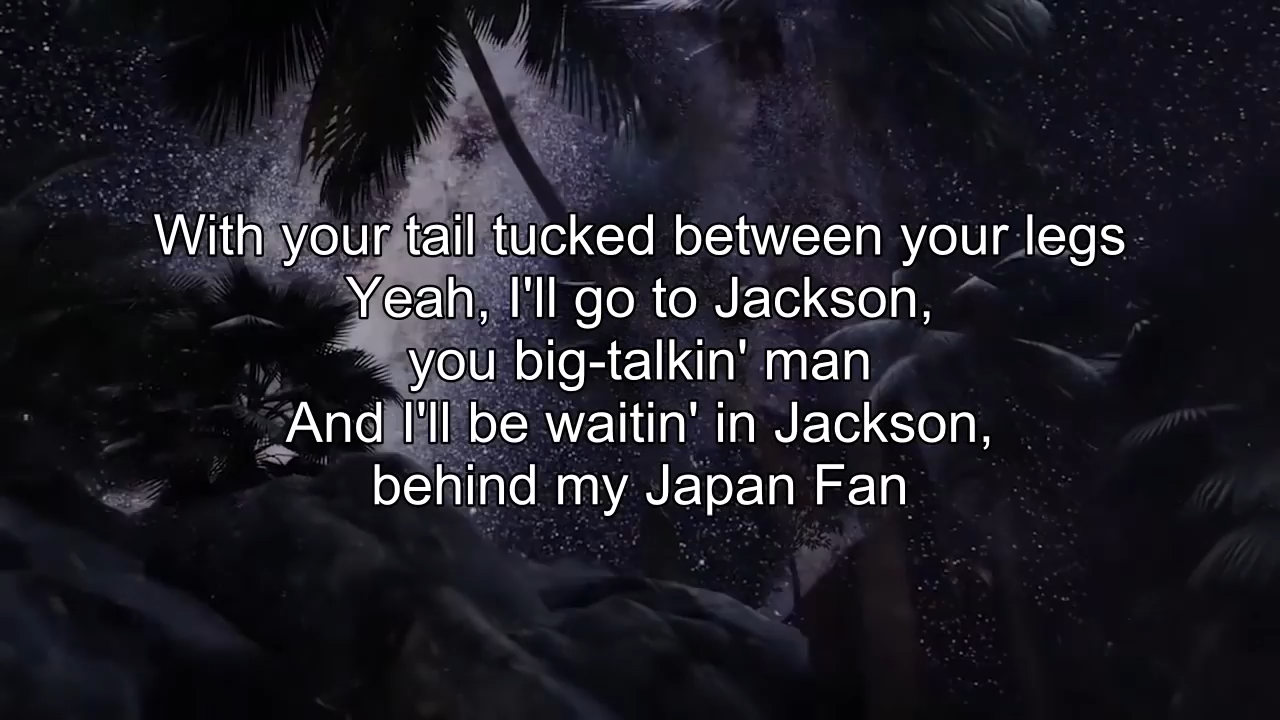 With your tail tucked between your legs
Yeah, I'll go to Jackson,
you big-talkin' man
And I'll be waitin' in Jackson,
behind my Japan Fan